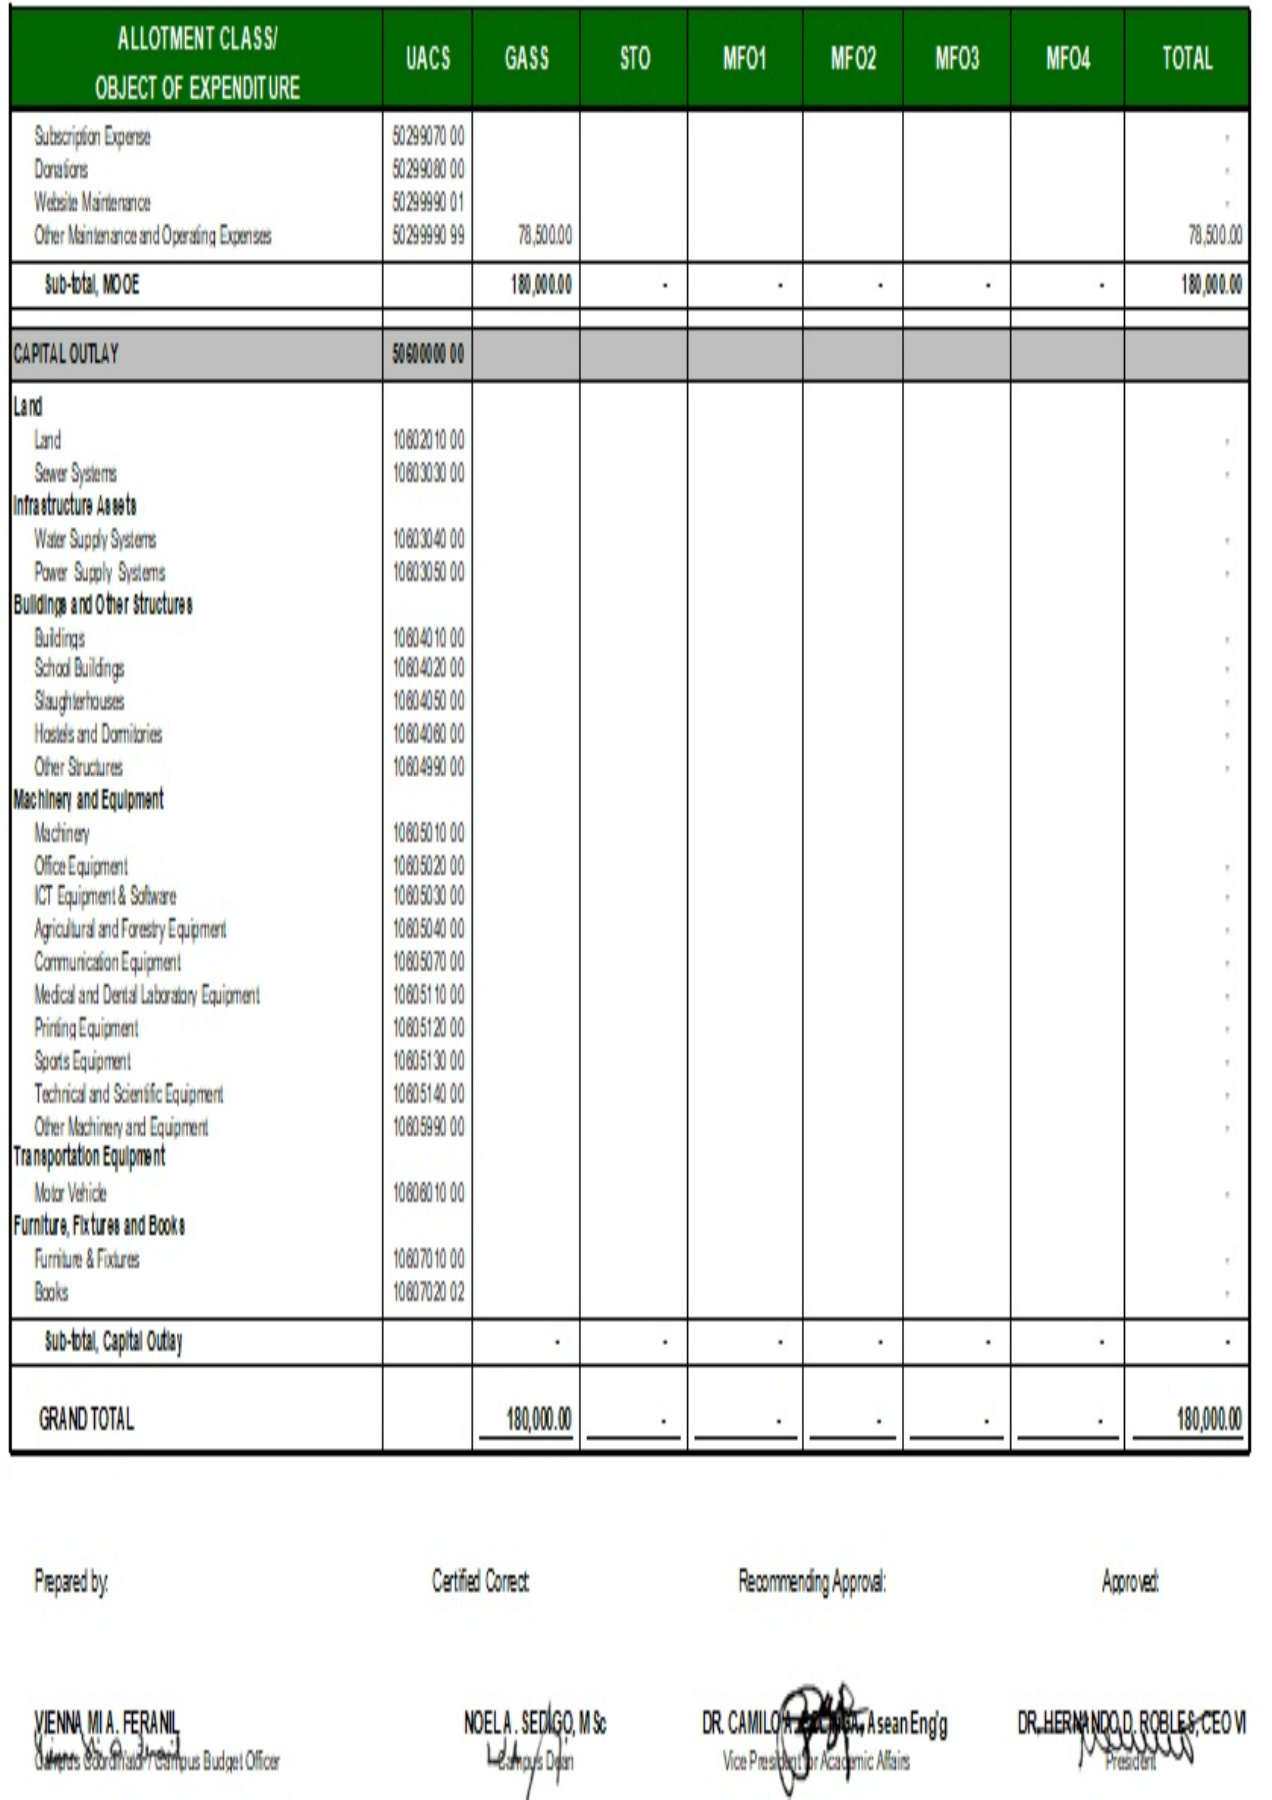 ALLOTMENT CLASS/
OBJECT OF EXPENDITURE UACS GASS STO MFO1 MFO2 MFO3 MFO4 TOTAL
Subscription Expense 50299070 00 -
Donations 50299080 00 -
Website Maintenance 50299990 01 -
Other Maintenance and Operating Expenses 50299990 99 78,500.00 78,500.00
Sub-total, MOOE 180,000.00 - - - - - 180,000.00
CAPITAL OUTLAY 50600000 00
Land
Land 10602010 00 -
Sewer Systems 10603030 00 -
Infrastructure Assets
Water Supply Systems 10603040 00 -
Power Supply Systems 10603050 00 -
Buildings and Other Structures
Buildings 10604010 00 -
School Buildings 10604020 00 -
Slaughterhouses 10604050 00 -
Hostels and Dormitories 10604060 00 -
Other Structures 10604990 00 -
Machinery and Equipment
Machinery 10605010 00
Office Equipment 10605020 00 -
ICT Equipment & Software 10605030 00 -
Agricultural and Forestry Equipment 10605040 00 -
Communication Equipment 10605070 00 -
Medical and Dental Laboratory Equipment 10605110 00 -
Printing Equipment 10605120 00 -
Sports Equipment 10605130 00 -
Technical and Scientific Equipment 10605140 00 -
Other Machinery and Equipment 10605990 00 -
Transportation Equipment
Motor Vehicle 10606010 00 -
Furniture, Fixtures and Books
Furniture & Fixtures 10607010 00 -
Books 10607020 02 -
Sub-total, Capital Outlay - - - - - - -
GRAND TOTAL 180,000.00 - - - - - 180,000.00
Prepared by: Certified Correct: Recommending Approval: Approved:
VIENNA MI A. FERANIL NOEL A. SEDIGO, MSc DR. CAMILO A. Asean Eng'g DR. HERNANDO D. ROBLES, CEO VI
Campus Coordinator / Campus Budget Officer Campus Dean Vice President for Academic Affairs President